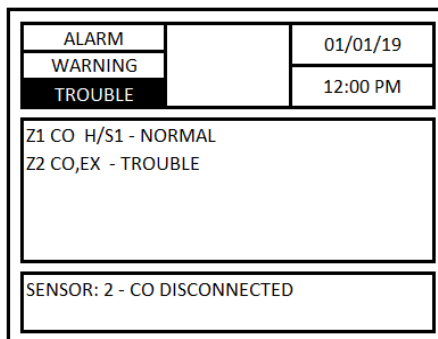 ALARM
WARNING
TROUBLE
01/01/19
12:00 PM
Z1 CO  H/S1 - NORMAL
Z2 CO,EX  - TROUBLE
SENSOR: 2 - CO DISCONNECTED